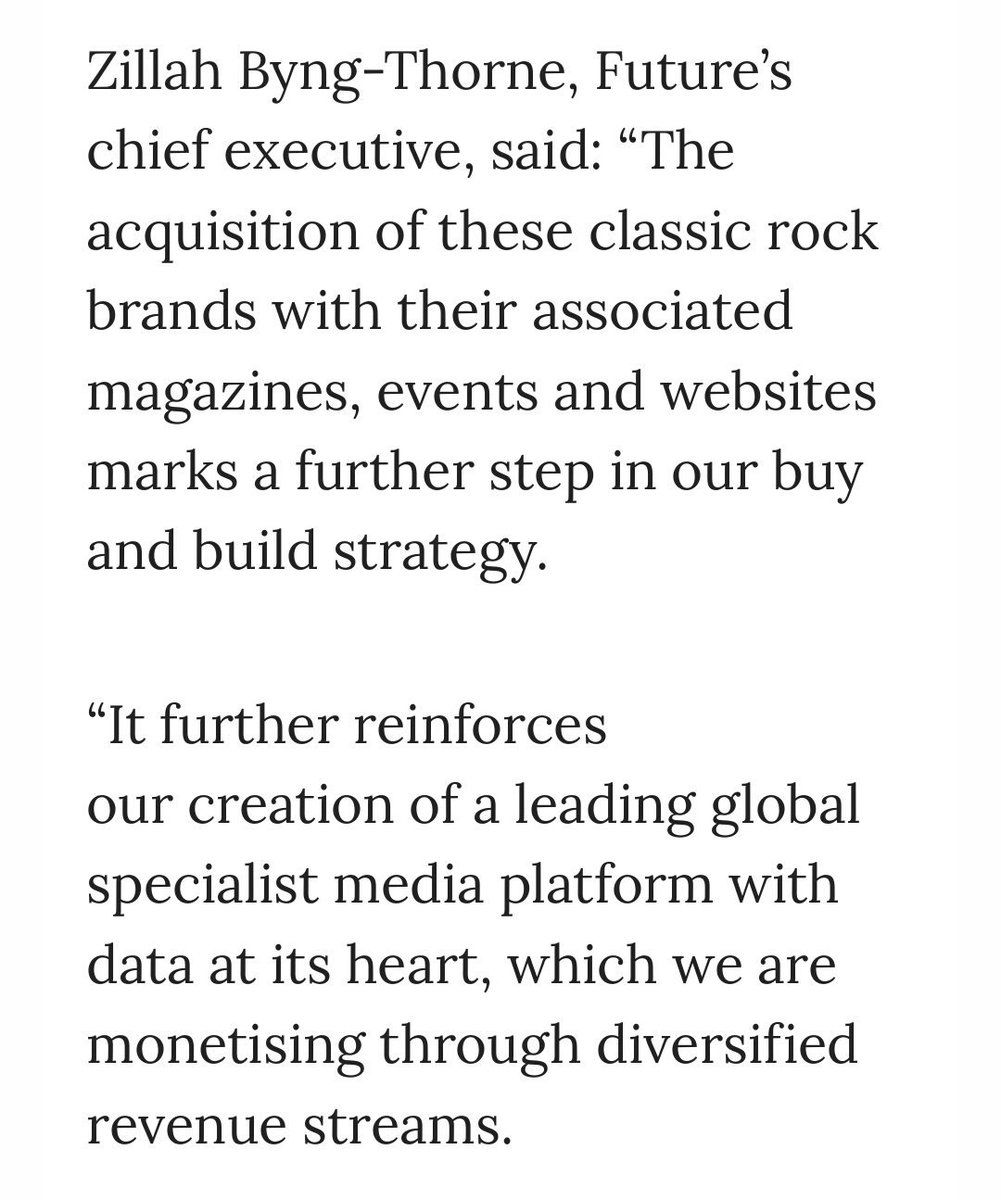 Zillah Byng-Thorne, Future’s
chief executive, said: “The
acquisition of these classic rock
brands with their associated
magazines, events and websites
marks a further step in our buy
and build strategy.
“It further reinforces
our creation of a leading global
specialist media platform with
data at its heart, which we are
monetising through diversified
revenue streams.